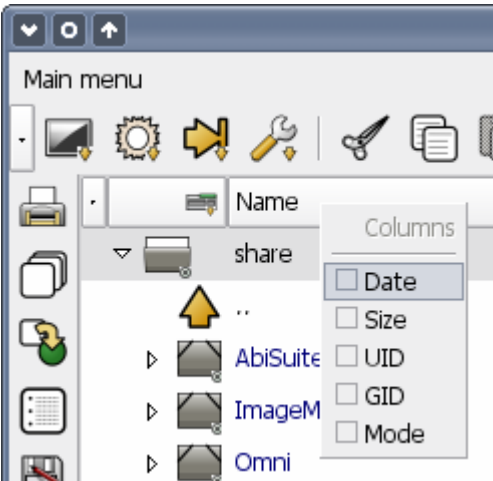 Main menu
Name
Columns
share
Date
..
Size
AbiSuite
UID
GID
ImageM
Mode
Omni